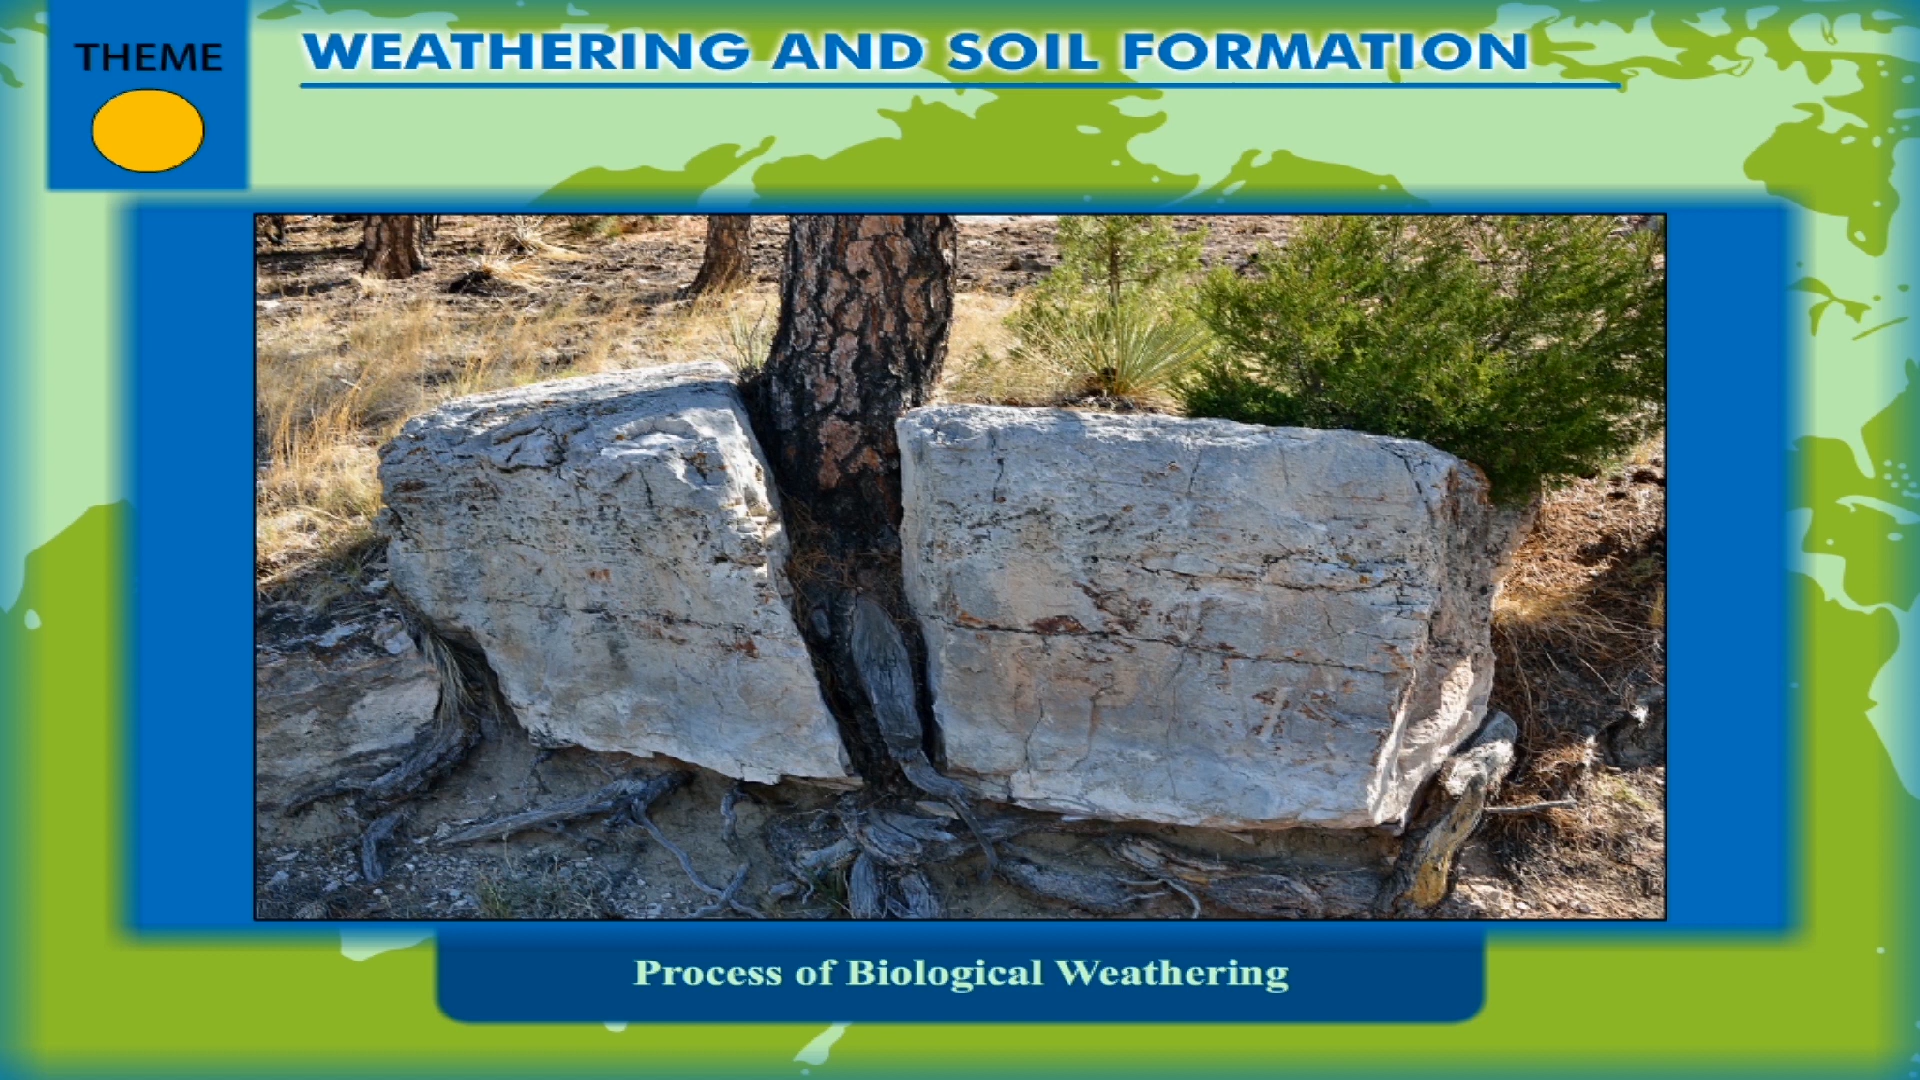 THEME
WEATHERING AND SOIL FORMATION
Process of Biological Weathering